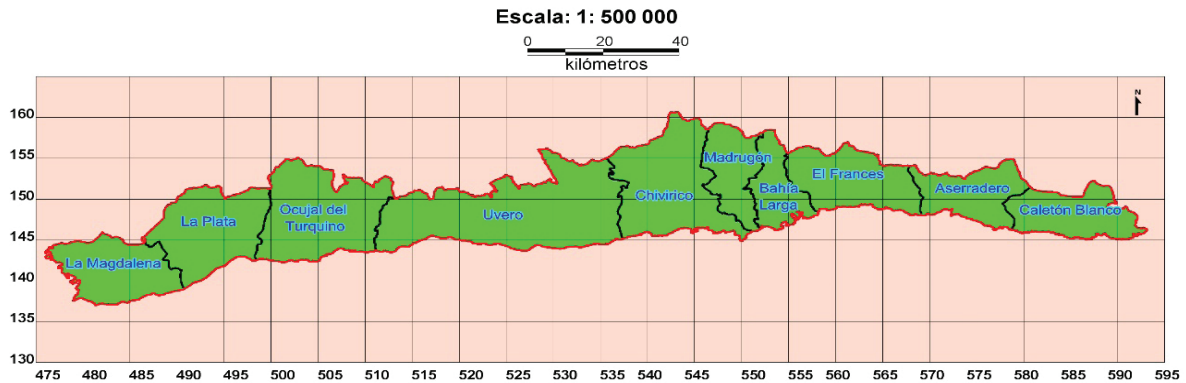 Escala: 1: 500 000
0 20 40
kilómetros
160
N
155
Madrugón
El Frances
150
La Plata
Ocujal del
Turquino
Uvero
Chivirico
Bahía
Larga
Aserradero
Caletón Blanco
145
La Magdalena
140
135
130
475 480 485 490 495 500 505 510 515 520 525 530 535 540 545 550 555 560 565 570 575 580 585 590 595